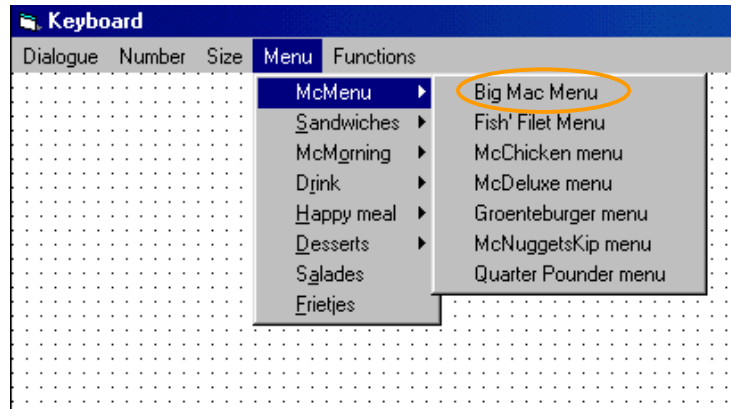 Keyboard
Dialogue Number Size Menu Functions
McMenu Big Mac Menu
Sandwiches Fish' Filet Menu
McMorning McChicken menu
Drink McDeluxe menu
Happy meal Groenteburger menu
Desserts McNuggetsKip menu
Salades Quarter Pounder menu
Frietjes